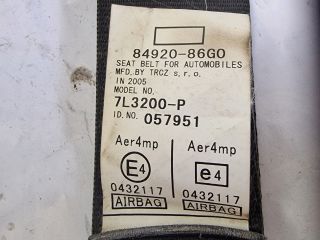 84920-86G0
SEAT BELT FOR AUTOMOBILES
MFD. BY TRCZ s,r,o.
IN 2005
MODEL NO.
7L3200-P
I.D. NO. 057951
Aer4mp Aer4mp
E4 e4
0432117 0432117
AIRBAG AIRBAG